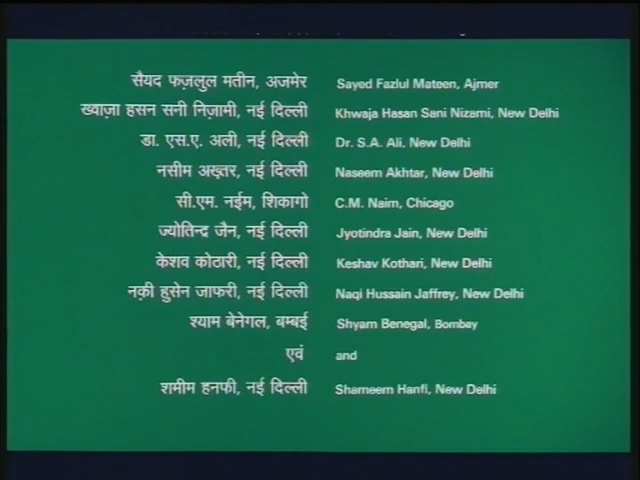 सैयद फज़लुल मतीन, अजमेर Sayed Fazlul Mateen, Ajmer
ख्वाज़ा हसन सनी निज़ामी, नई दिल्ली Khwaja Hasan Sani Nizami, New Delhi
डा. एस.ए. अली, नई दिल्ली Dr. S.A. Ali, New Delhi
नसीम अख़्तर, नई दिल्ली Naseem Akhtar, New Delhi
सी.एम. नईम, शिकागो C.M. Naim, Chicago
ज्योतिन्द्र जैन, नई दिल्ली Jyotindra Jain, New Delhi
केशव कोठारी, नई दिल्ली Keshav Kothari, New Delhi
नक़ी हुसेन जाफरी, नई दिल्ली Naqi Hussain Jaffrey, New Delhi
श्याम बेनेगल, बम्बई Shyam Benegal, Bombay
एवं and
शमीम हनफी, नई दिल्ली Shameem Hanfi, New Delhi